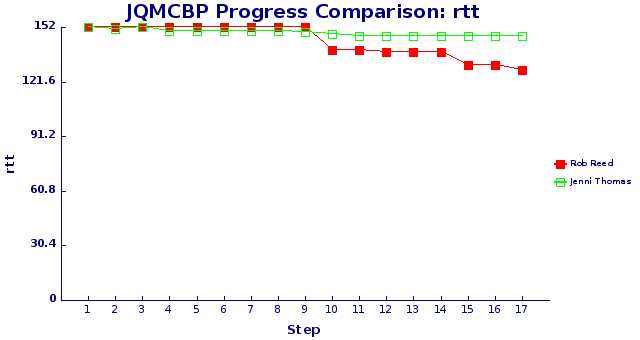 JQMCBP Progress Comparison: rtt
152
121.6
91.2
60.8
30.4
0
rtt
1 2 3 4 5 6 7 8 9 10 11 12 13 14 15 16 17
Step
Rob Reed
Jenni Thomas